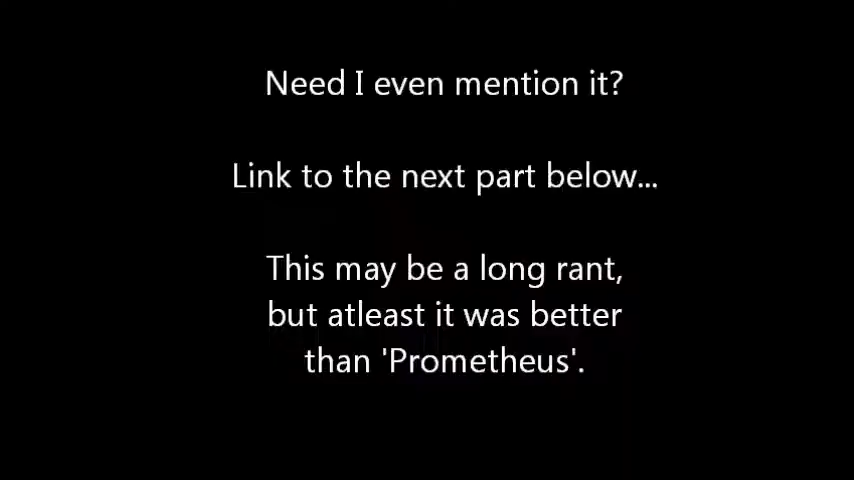 Need I even mention it?
Link to the next part below...
This may be a long rant,
but atleast it was better
than 'Prometheus'.